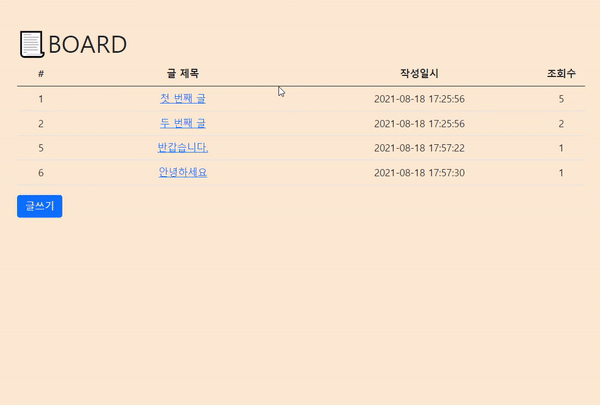 BOARD
# 글 제목 작성일시 조회수
1 첫 번째 글 2021-08-18 17:25:56 5
2 두 번째 글 2021-08-18 17:25:56 2
5 반갑습니다. 2021-08-18 17:57:22 1
6 안녕하세요 2021-08-18 17:57:30 1
글쓰기